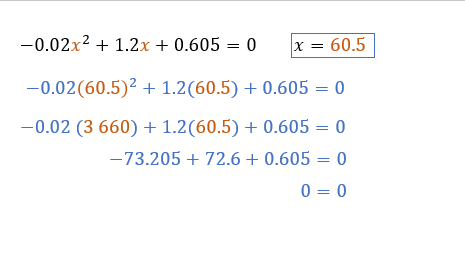 −0.02x² + 1.2x + 0.605 = 0 x = 60.5
−0.02(60.5)² + 1.2(60.5) + 0.605 = 0
−0.02 (3 660) + 1.2(60.5) + 0.605 = 0
−73.205 + 72.6 + 0.605 = 0
0 = 0